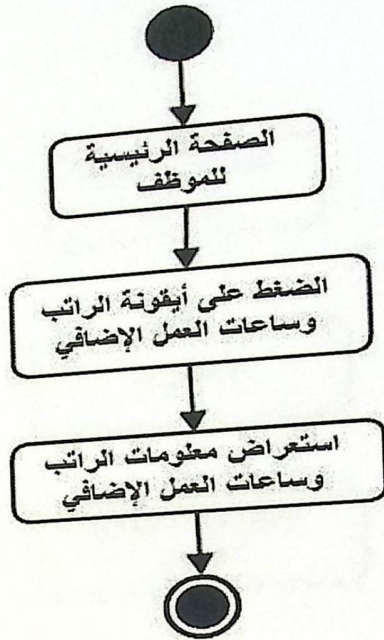 الصفحة الرئيسية
للموظف
الضغط على أيقونة الراتب
وساعات العمل الإضافي
استعراض معلومات الراتب
وساعات العمل الإضافي